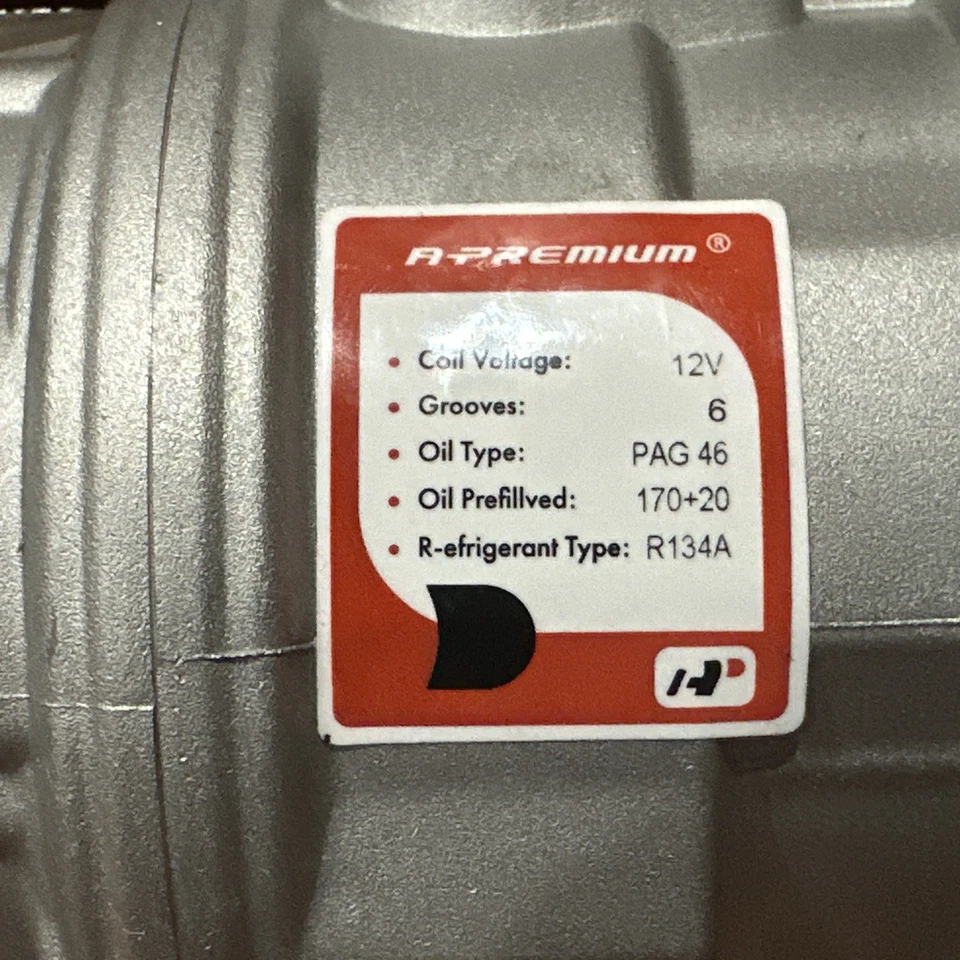 A-PREMIUM®
• Coil Voltage: 12V
• Grooves: 6
• Oil Type: PAG 46
• Oil Prefillved: 170+20
• R-efrigerant Type: R134A
AP